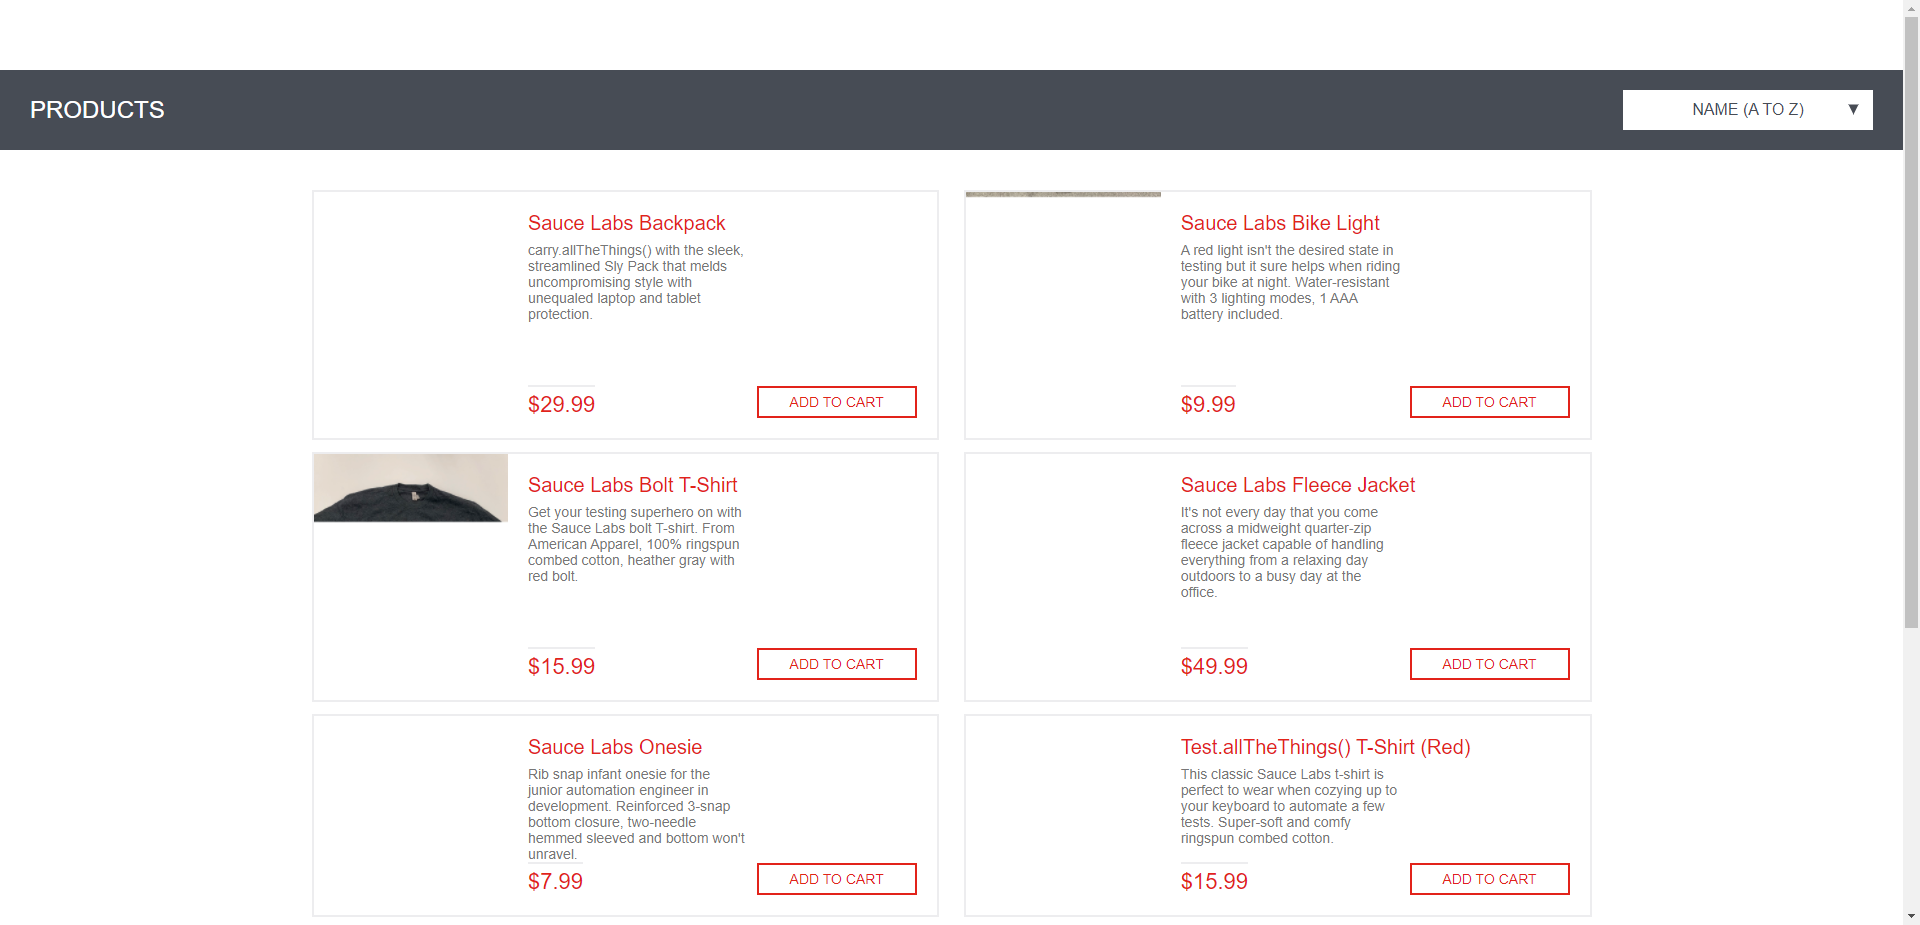 PRODUCTS
NAME (A TO Z) ▼
Sauce Labs Backpack
carry.allTheThings() with the sleek,
streamlined Sly Pack that melds
uncompromising style with
unequaled laptop and tablet
protection.
$29.99
ADD TO CART
Sauce Labs Bike Light
A red light isn't the desired state in
testing but it sure helps when riding
your bike at night. Water-resistant
with 3 lighting modes, 1 AAA
battery included.
$9.99
ADD TO CART
Sauce Labs Bolt T-Shirt
Get your testing superhero on with
the Sauce Labs bolt T-shirt. From
American Apparel, 100% ringspun
combed cotton, heather gray with
red bolt.
$15.99
ADD TO CART
Sauce Labs Fleece Jacket
It's not every day that you come
across a midweight quarter-zip
fleece jacket capable of handling
everything from a relaxing day
outdoors to a busy day at the
office.
$49.99
ADD TO CART
Sauce Labs Onesie
Rib snap infant onesie for the
junior automation engineer in
development. Reinforced 3-snap
bottom closure, two-needle
hemmed sleeved and bottom won't
unravel.
$7.99
ADD TO CART
Test.allTheThings() T-Shirt (Red)
This classic Sauce Labs t-shirt is
perfect to wear when cozying up to
your keyboard to automate a few
tests. Super-soft and comfy
ringspun combed cotton.
$15.99
ADD TO CART